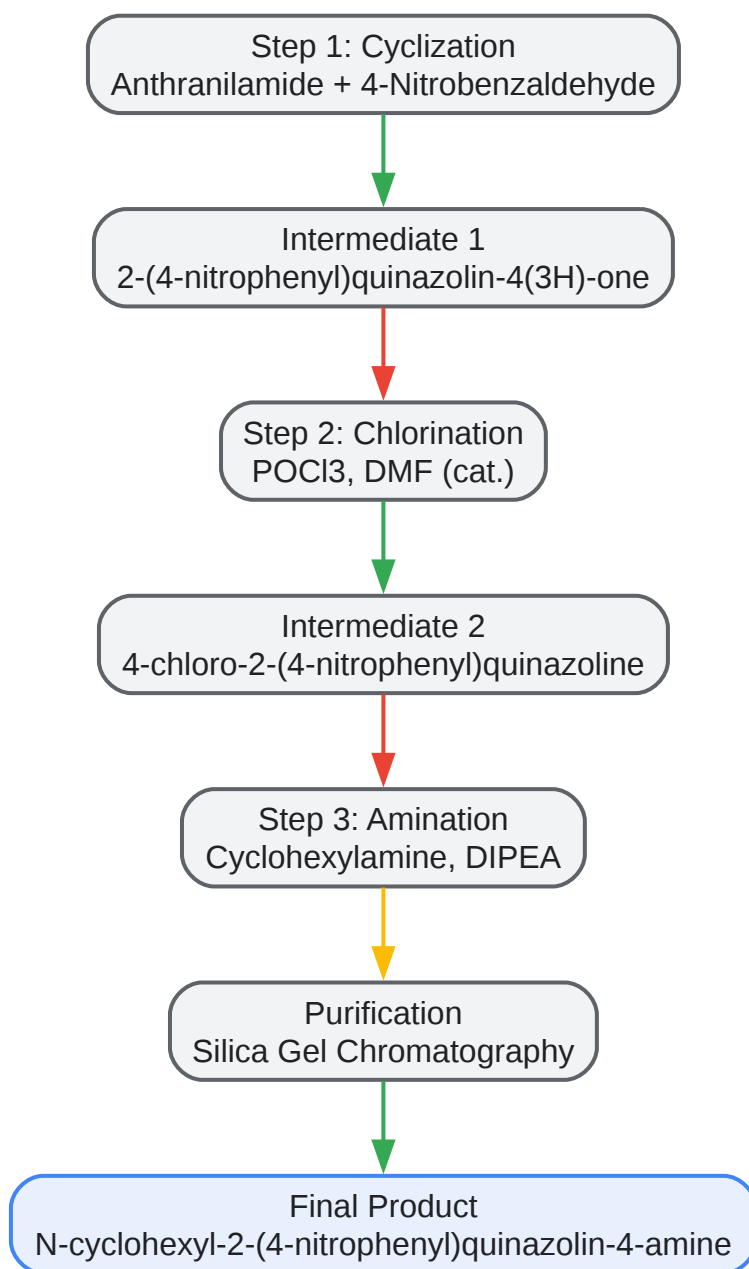 Step 1: Cyclization
Anthranilamide + 4-Nitrobenzaldehyde
Intermediate 1
2-(4-nitrophenyl)quinazolin-4(3H)-one
Step 2: Chlorination
POCl3, DMF (cat.)
Intermediate 2
4-chloro-2-(4-nitrophenyl)quinazoline
Step 3: Amination
Cyclohexylamine, DIPEA
Purification
Silica Gel Chromatography
Final Product
N-cyclohexyl-2-(4-nitrophenyl)quinazolin-4-amine